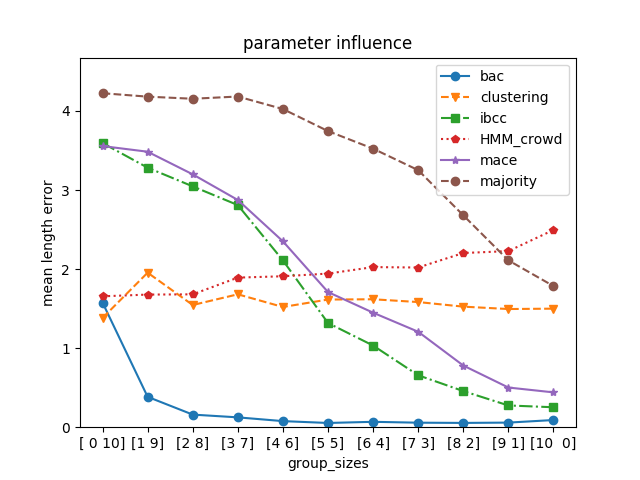 parameter influence
bac
clustering
ibcc
HMM_crowd
mace
majority
mean length error
4
3
2
1
0
[ 0 10] [1 9] [2 8] [3 7] [4 6] [5 5] [6 4] [7 3] [8 2] [9 1] [10  0]
group_sizes